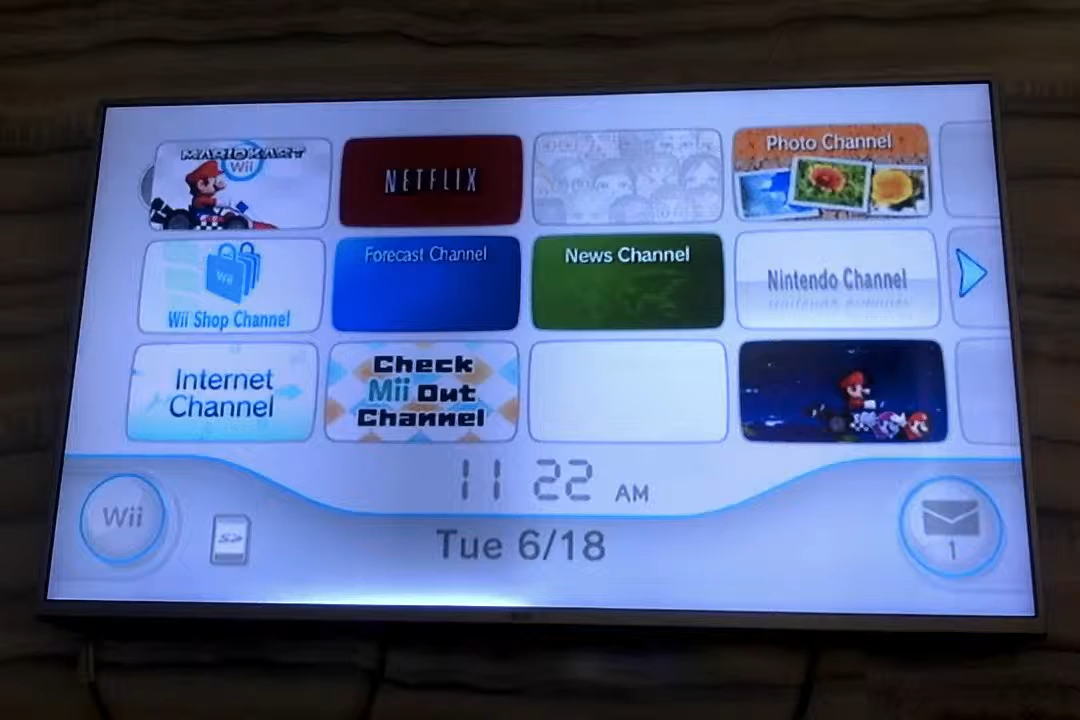 MARIOKART
Wii
NETFLIX
Photo Channel
Wii
Wii Shop Channel
Forecast Channel
News Channel
Nintendo Channel
Internet
Channel
Check
Mii Out
Channel
11 22 AM
Wii
SD
Tue 6/18
1